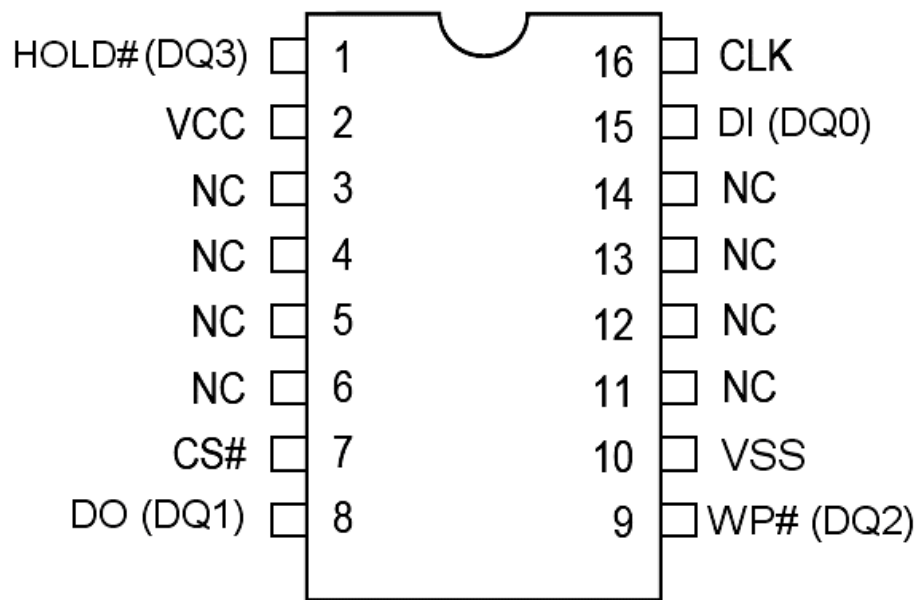 HOLD# (DQ3) 1 16 CLK
VCC 2 15 DI (DQ0)
NC 3 14 NC
NC 4 13 NC
NC 5 12 NC
NC 6 11 NC
CS# 7 10 VSS
DO (DQ1) 8 9 WP# (DQ2)